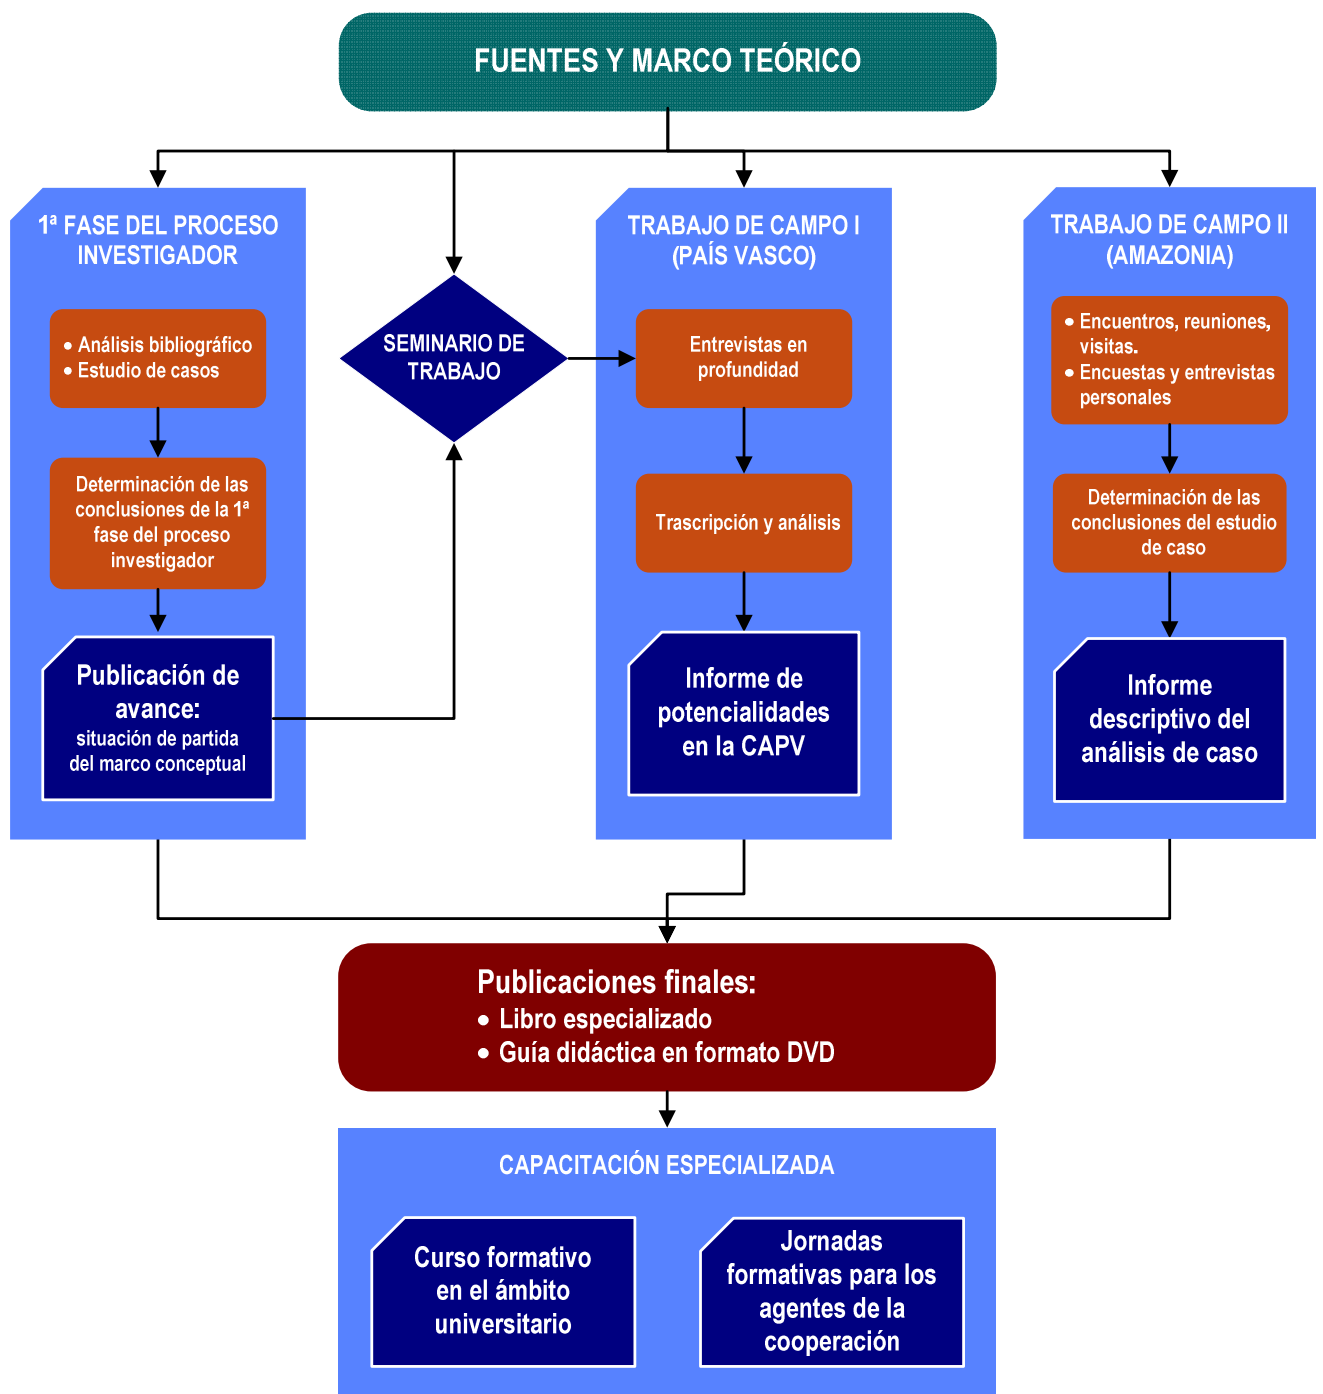 FUENTES Y MARCO TEÓRICO
1ª FASE DEL PROCESO
INVESTIGADOR
• Análisis bibliográfico
• Estudio de casos
Determinación de las
conclusiones de la 1ª
fase del proceso
investigador
Publicación de
avance:
situación de partida
del marco conceptual
SEMINARIO DE
TRABAJO
TRABAJO DE CAMPO I
(PAÍS VASCO)
Entrevistas en
profundidad
Trascripción y análisis
Informe de
potencialidades
en la CAPV
TRABAJO DE CAMPO II
(AMAZONIA)
• Encuentros, reuniones,
visitas.
• Encuestas y entrevistas
personales
Determinación de las
conclusiones del estudio
de caso
Informe
descriptivo del
análisis de caso
Publicaciones finales:
• Libro especializado
• Guía didáctica en formato DVD
CAPACITACIÓN ESPECIALIZADA
Curso formativo
en el ámbito
universitario
Jornadas
formativas para los
agentes de la
cooperación